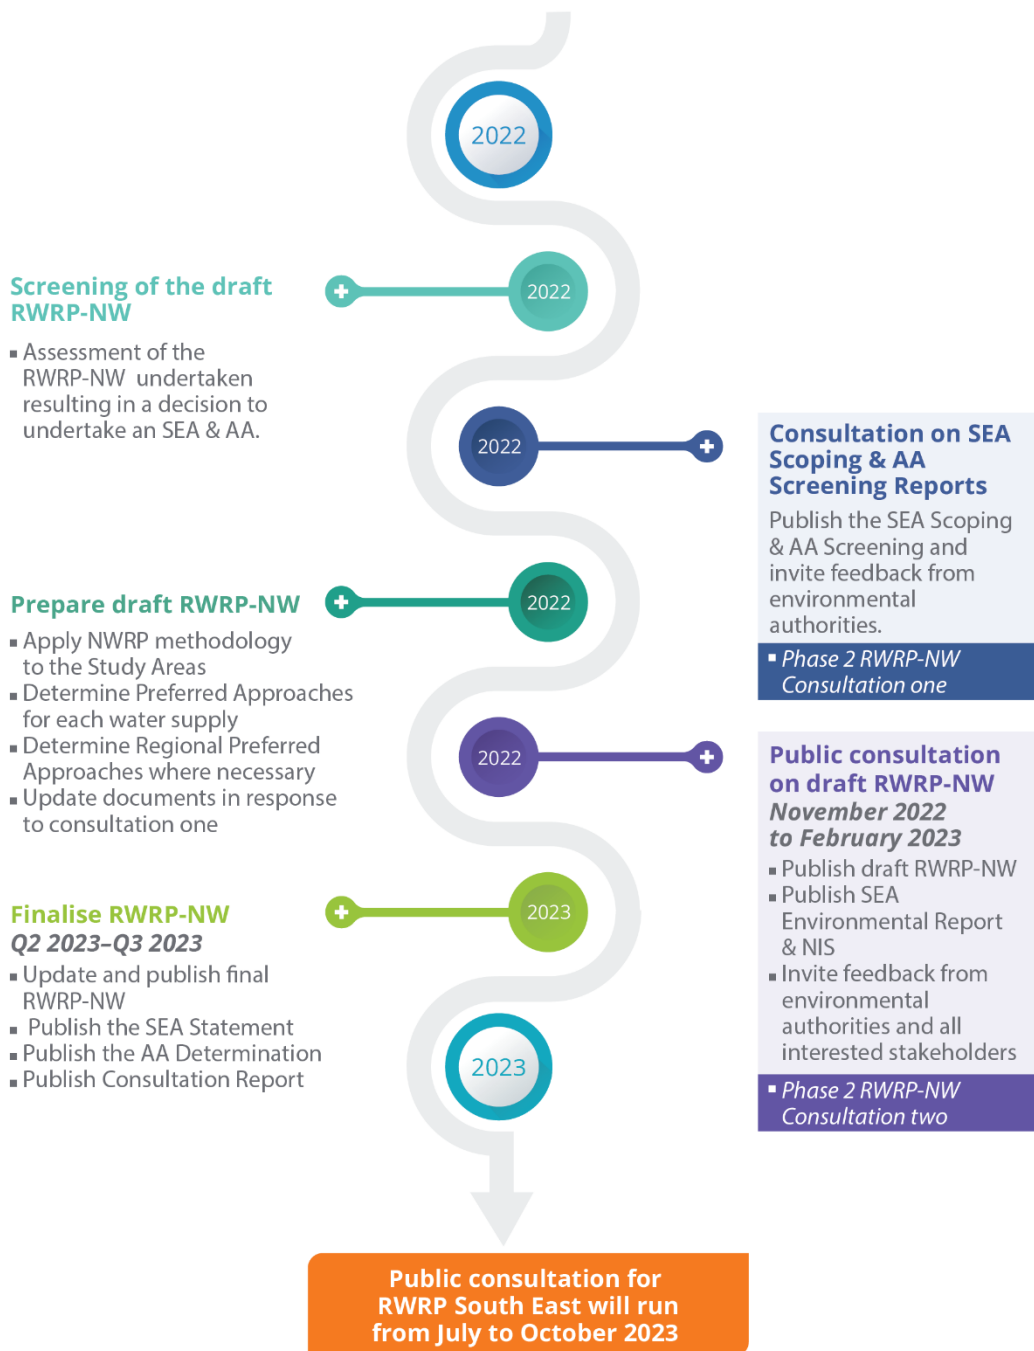 2022
Screening of the draft
RWRP-NW
▪ Assessment of the
RWRP-NW undertaken
resulting in a decision to
undertake an SEA & AA.
2022
2022
Consultation on SEA
Scoping & AA
Screening Reports
Publish the SEA Scoping
& AA Screening and
invite feedback from
environmental
authorities.
▪ Phase 2 RWRP-NW
Consultation one
Prepare draft RWRP-NW
▪ Apply NWRP methodology
to the Study Areas
▪ Determine Preferred Approaches
for each water supply
▪ Determine Regional Preferred
Approaches where necessary
▪ Update documents in response
to consultation one
2022
2022
Public consultation
on draft RWRP-NW
November 2022
to February 2023
▪ Publish draft RWRP-NW
▪ Publish SEA
Environmental Report
& NIS
▪ Invite feedback from
environmental
authorities and all
interested stakeholders
▪ Phase 2 RWRP-NW
Consultation two
Finalise RWRP-NW
Q2 2023–Q3 2023
▪ Update and publish final
RWRP-NW
▪ Publish the SEA Statement
▪ Publish the AA Determination
▪ Publish Consultation Report
2023
2023
Public consultation for
RWRP South East will run
from July to October 2023